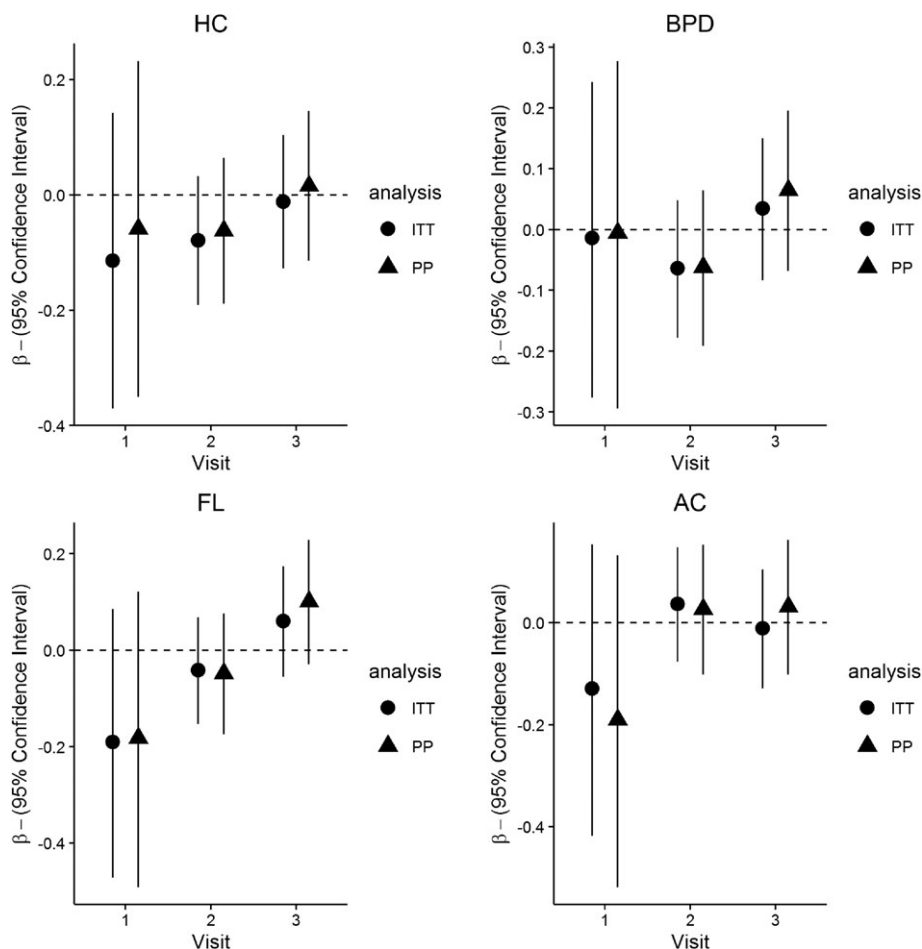 HC
β – (95% Confidence Interval)
0.2
0.0
-0.2
-0.4
1 2 3
Visit
analysis
ITT
PP
BPD
β – (95% Confidence Interval)
0.3
0.2
0.1
0.0
-0.1
-0.2
-0.3
1 2 3
Visit
analysis
ITT
PP
FL
β – (95% Confidence Interval)
0.2
0.0
-0.2
-0.4
1 2 3
Visit
analysis
ITT
PP
AC
β – (95% Confidence Interval)
0.0
-0.2
-0.4
1 2 3
Visit
analysis
ITT
PP